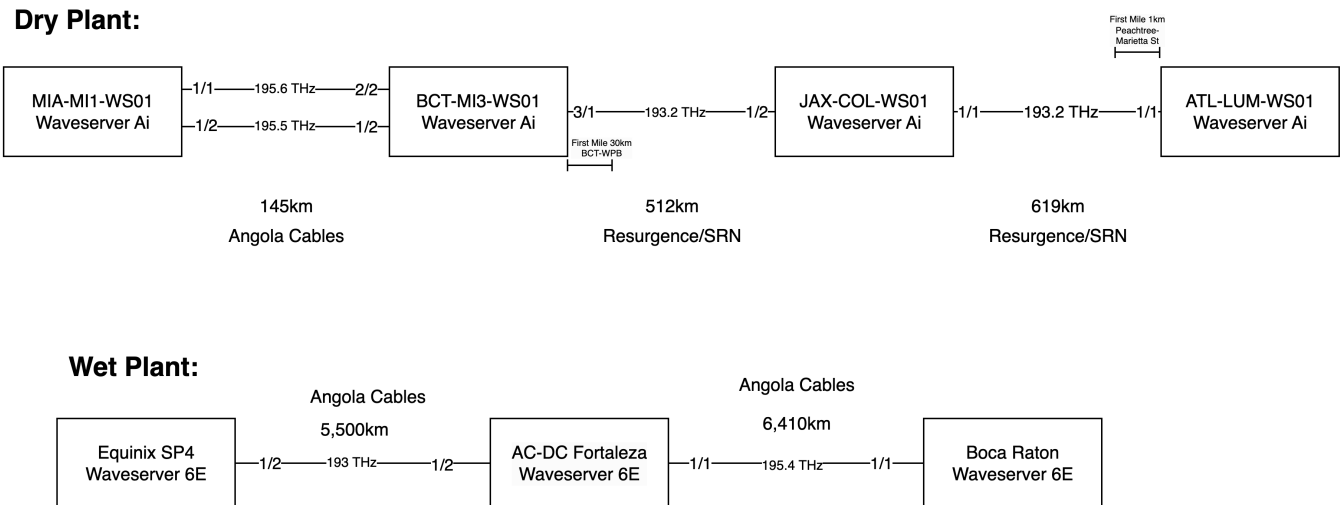 Dry Plant:
First Mile 1km
Peachtree-
Marietta St
MIA-MI1-WS01
Waveserver Ai
1/1
195.6 THz
2/2
1/2
195.5 THz
1/2
BCT-MI3-WS01
Waveserver Ai
3/1
193.2 THz
1/2
First Mile 30km
BCT-WPB
JAX-COL-WS01
Waveserver Ai
1/1
193.2 THz
1/1
ATL-LUM-WS01
Waveserver Ai
145km
Angola Cables
512km
Resurgence/SRN
619km
Resurgence/SRN
Wet Plant:
Equinix SP4
Waveserver 6E
Angola Cables
5,500km
1/2
193 THz
1/2
AC-DC Fortaleza
Waveserver 6E
Angola Cables
6,410km
1/1
195.4 THz
1/1
Boca Raton
Waveserver 6E